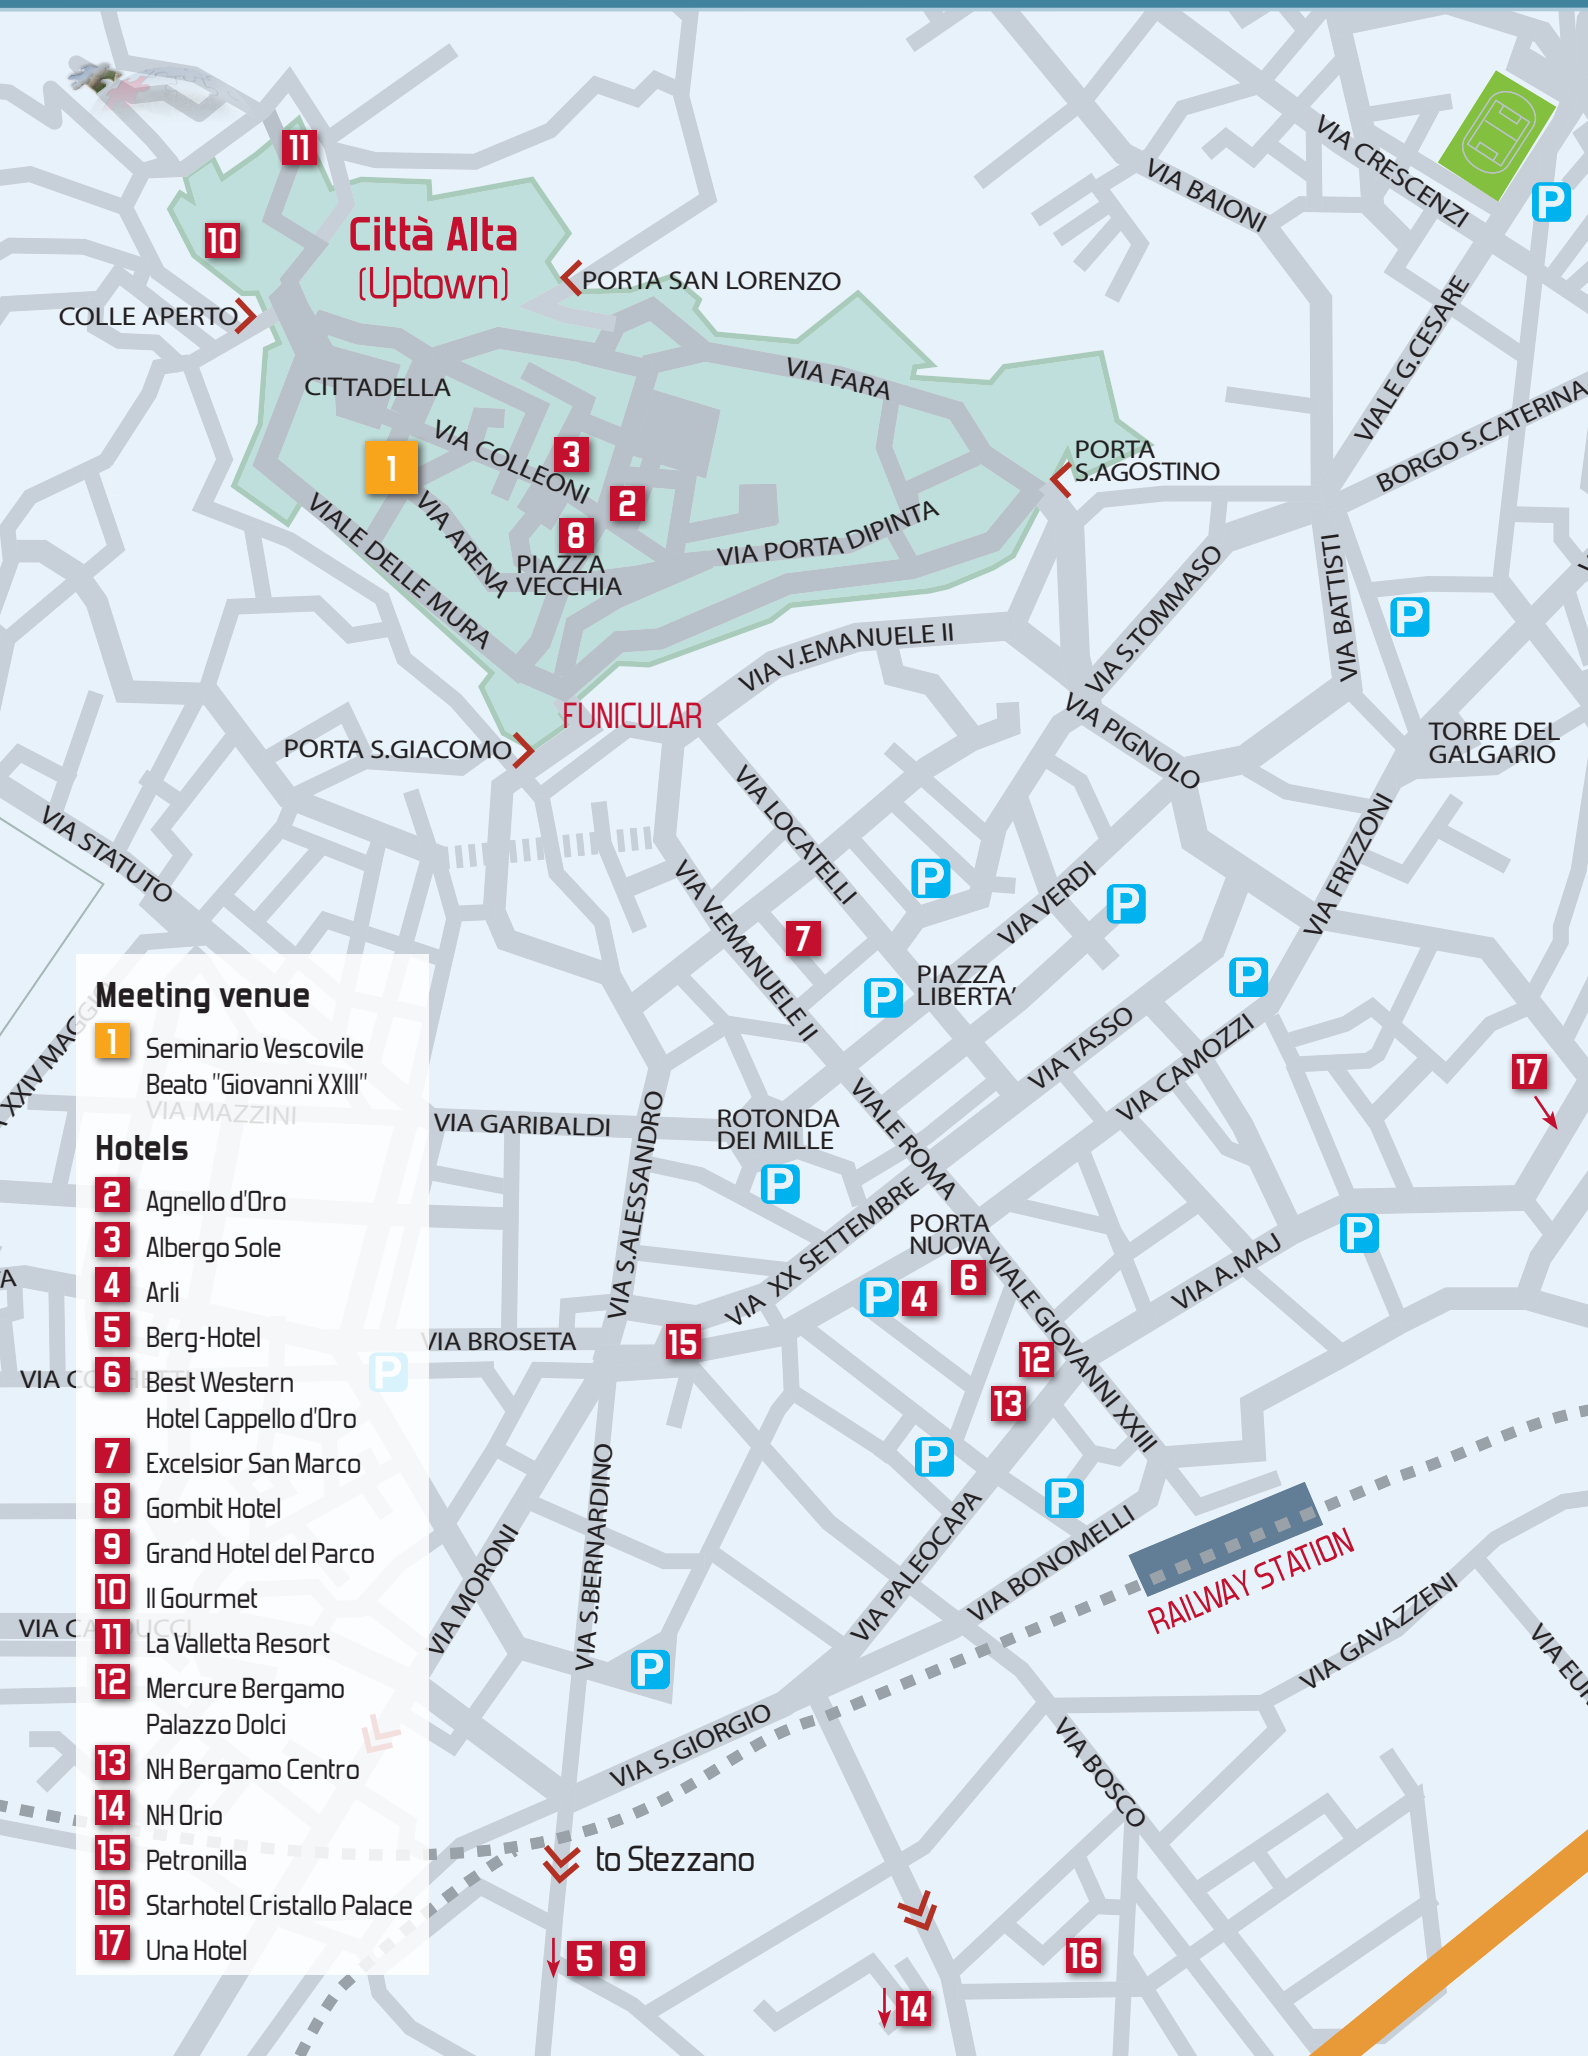 11
10
Città Alta
(Uptown)
PORTA SAN LORENZO
COLLE APERTO
CITTADELLA
VIA FARA
VIA COLLEONI
3
1
2
8
VIA ARENA
PIAZZA
VECCHIA
VIALE DELLE MURA
VIA PORTA DIPINTA
PORTA
S.AGOSTINO
VIA BAIONI
VIA CRESCENZI
P
VIALE G.CESARE
BORGO S.CATERINA
VIA S.TOMMASO
VIA BATTISTI
P
VIA V.EMANUELE II
FUNICULAR
PORTA S.GIACOMO
VIA PIGNOLO
TORRE DEL
GALGARIO
VIA STATUTO
VIA LOCATELLI
VIA FRIZZONI
P
VIA VERDI
P
VIA V.EMANUELE II
7
PIAZZA
LIBERTA'
P
P
VIA TASSO
VIA CAMOZZI
17
XXIV MAGGI
VIA MAZZINI
VIA GARIBALDI
VIA S.ALESSANDRO
ROTONDA
DEI MILLE
P
VIALE ROMA
VIA XX SETTEMBRE
PORTA
NUOVA
6
P
4
VIALE GIOVANNI XXIII
VIA A.MAJ
P
A
VIA BROSETA
15
12
13
P
P
P
VIA S.BERNARDINO
VIA MORONI
VIA PALEOCAPA
VIA BONOMELLI
RAILWAY STATION
VIA GAVAZZENI
P
VIA S.GIORGIO
VIA BOSCO
to Stezzano
5
9
14
16
Meeting venue
1 Seminario Vescovile
Beato "Giovanni XXIII"
Hotels
2 Agnello d'Oro
3 Albergo Sole
4 Arli
5 Berg-Hotel
6 Best Western
Hotel Cappello d'Oro
7 Excelsior San Marco
8 Gombit Hotel
9 Grand Hotel del Parco
10 Il Gourmet
11 La Valletta Resort
12 Mercure Bergamo
Palazzo Dolci
13 NH Bergamo Centro
14 NH Orio
15 Petronilla
16 Starhotel Cristallo Palace
17 Una Hotel